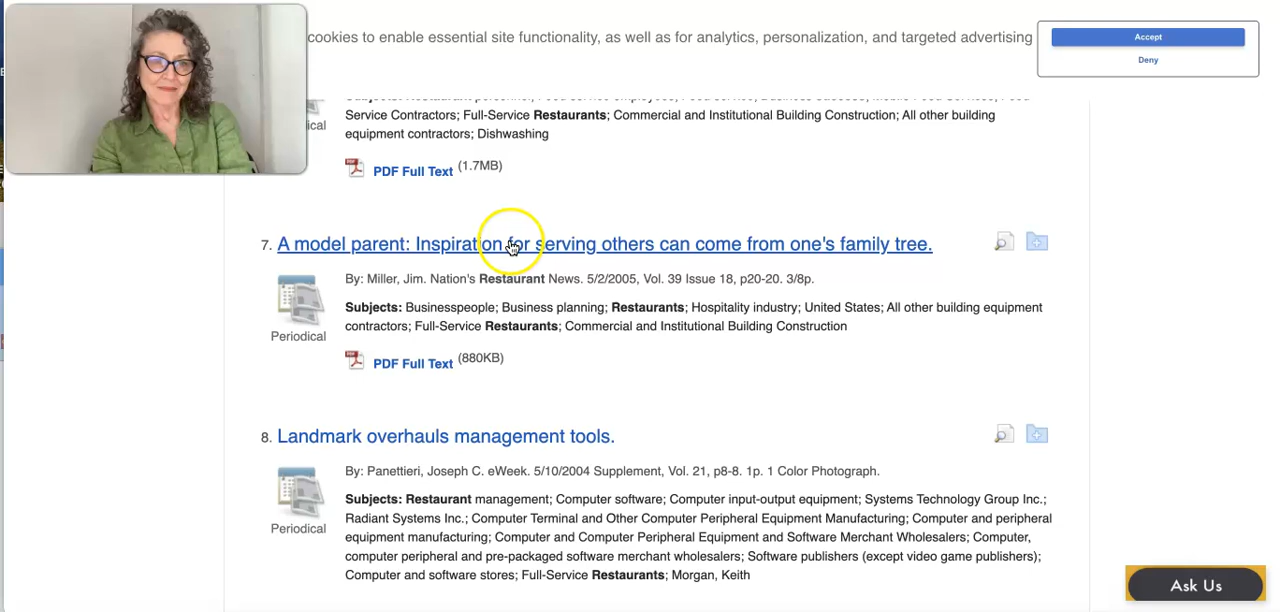 cookies to enable essential site functionality, as well as for analytics, personalization, and targeted advertising
Accept
Deny
ical
Service Contractors; Full-Service Restaurants; Commercial and Institutional Building Construction; All other building
equipment contractors; Dishwashing
PDF Full Text (1.7MB)
7. A model parent: Inspiration for serving others can come from one's family tree.
By: Miller, Jim. Nation's Restaurant News. 5/2/2005, Vol. 39 Issue 18, p20-20. 3/8p.
Periodical
Subjects: Businesspeople; Business planning; Restaurants; Hospitality industry; United States; All other building equipment
contractors; Full-Service Restaurants; Commercial and Institutional Building Construction
PDF Full Text (880KB)
8. Landmark overhauls management tools.
By: Panettieri, Joseph C. eWeek. 5/10/2004 Supplement, Vol. 21, p8-8. 1p. 1 Color Photograph.
Periodical
Subjects: Restaurant management; Computer software; Computer input-output equipment; Systems Technology Group Inc.;
Radiant Systems Inc.; Computer Terminal and Other Computer Peripheral Equipment Manufacturing; Computer and peripheral
equipment manufacturing; Computer and Computer Peripheral Equipment and Software Merchant Wholesalers; Computer,
computer peripheral and pre-packaged software merchant wholesalers; Software publishers (except video game publishers);
Computer and software stores; Full-Service Restaurants; Morgan, Keith
Ask Us